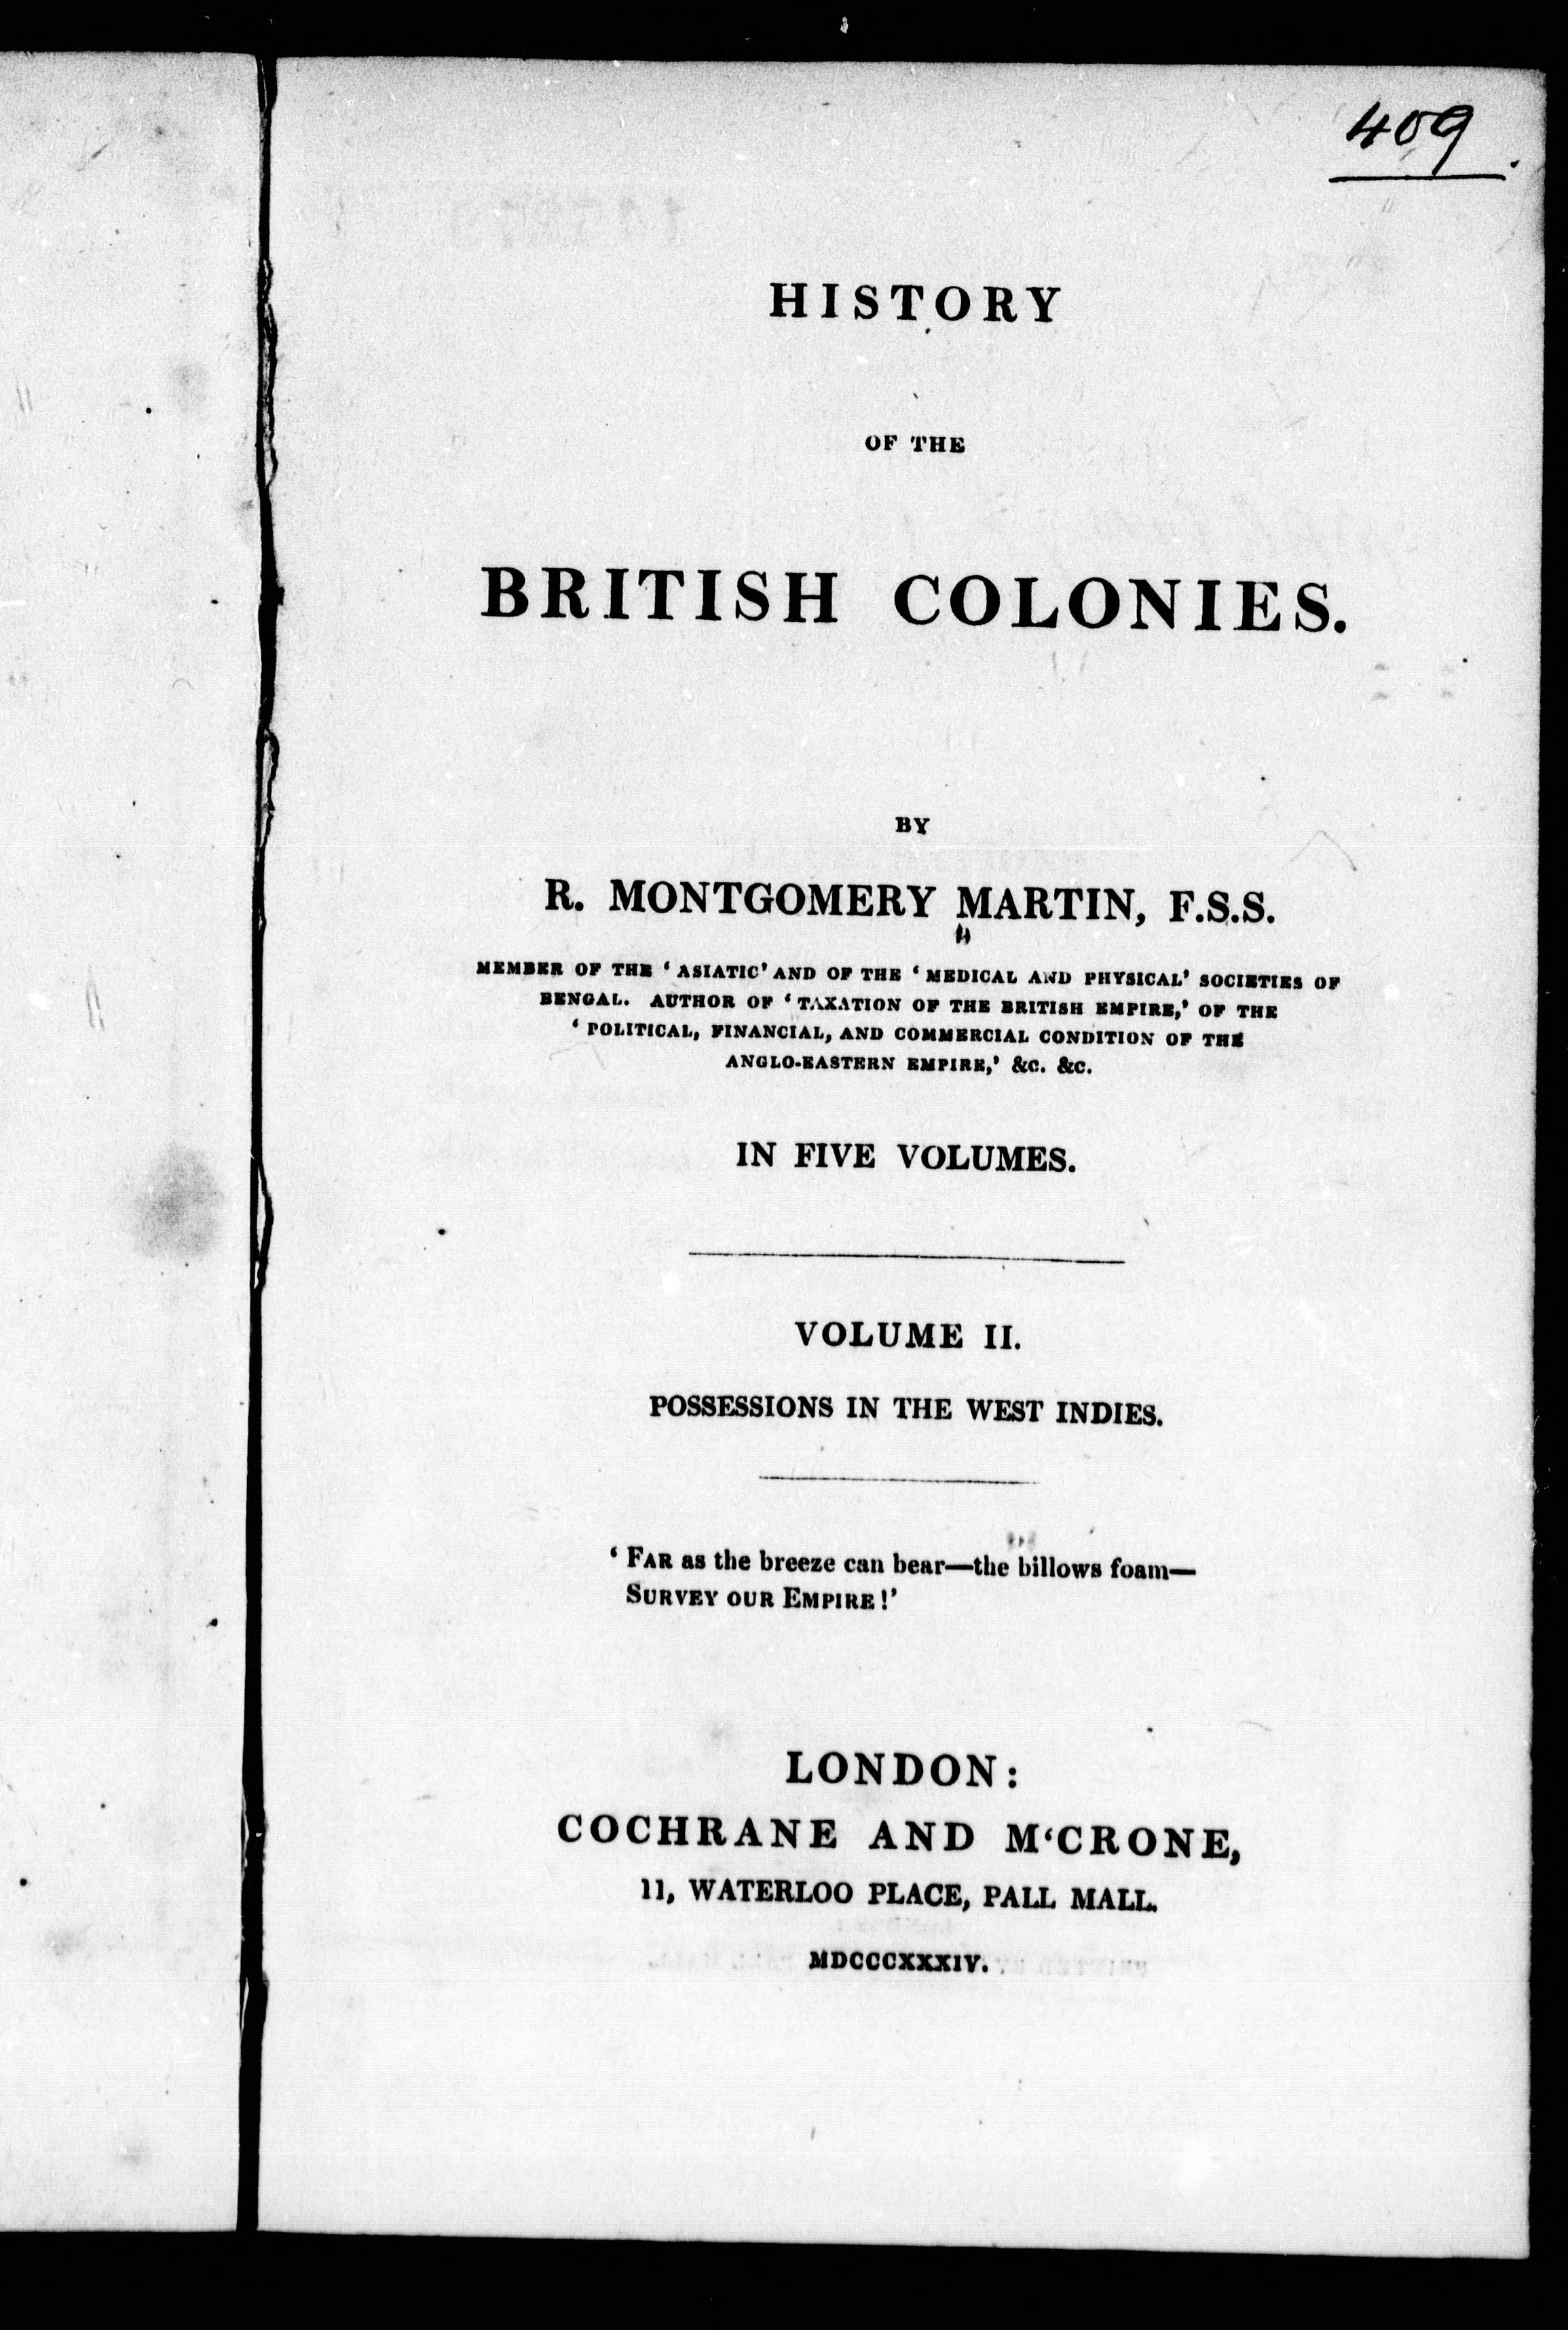 409.
HISTORY
OF THE
BRITISH COLONIES.
BY
R. MONTGOMERY MARTIN, F.S.S.
MEMBER OF THE ‘ASIATIC’ AND OF THE ‘MEDICAL AND PHYSICAL’ SOCIETIES OF
BENGAL. AUTHOR OF ‘TAXATION OF THE BRITISH EMPIRE,’ OF THE
‘POLITICAL, FINANCIAL, AND COMMERCIAL CONDITION OF THE
ANGLO-EASTERN EMPIRE,’ &c. &c.
IN FIVE VOLUMES.
VOLUME II.
POSSESSIONS IN THE WEST INDIES.
‘FAR as the breeze can bear—the billows foam—
SURVEY OUR EMPIRE!’
LONDON:
COCHRANE AND M‘CRONE,
11, WATERLOO PLACE, PALL MALL.
MDCCCXXXIV.